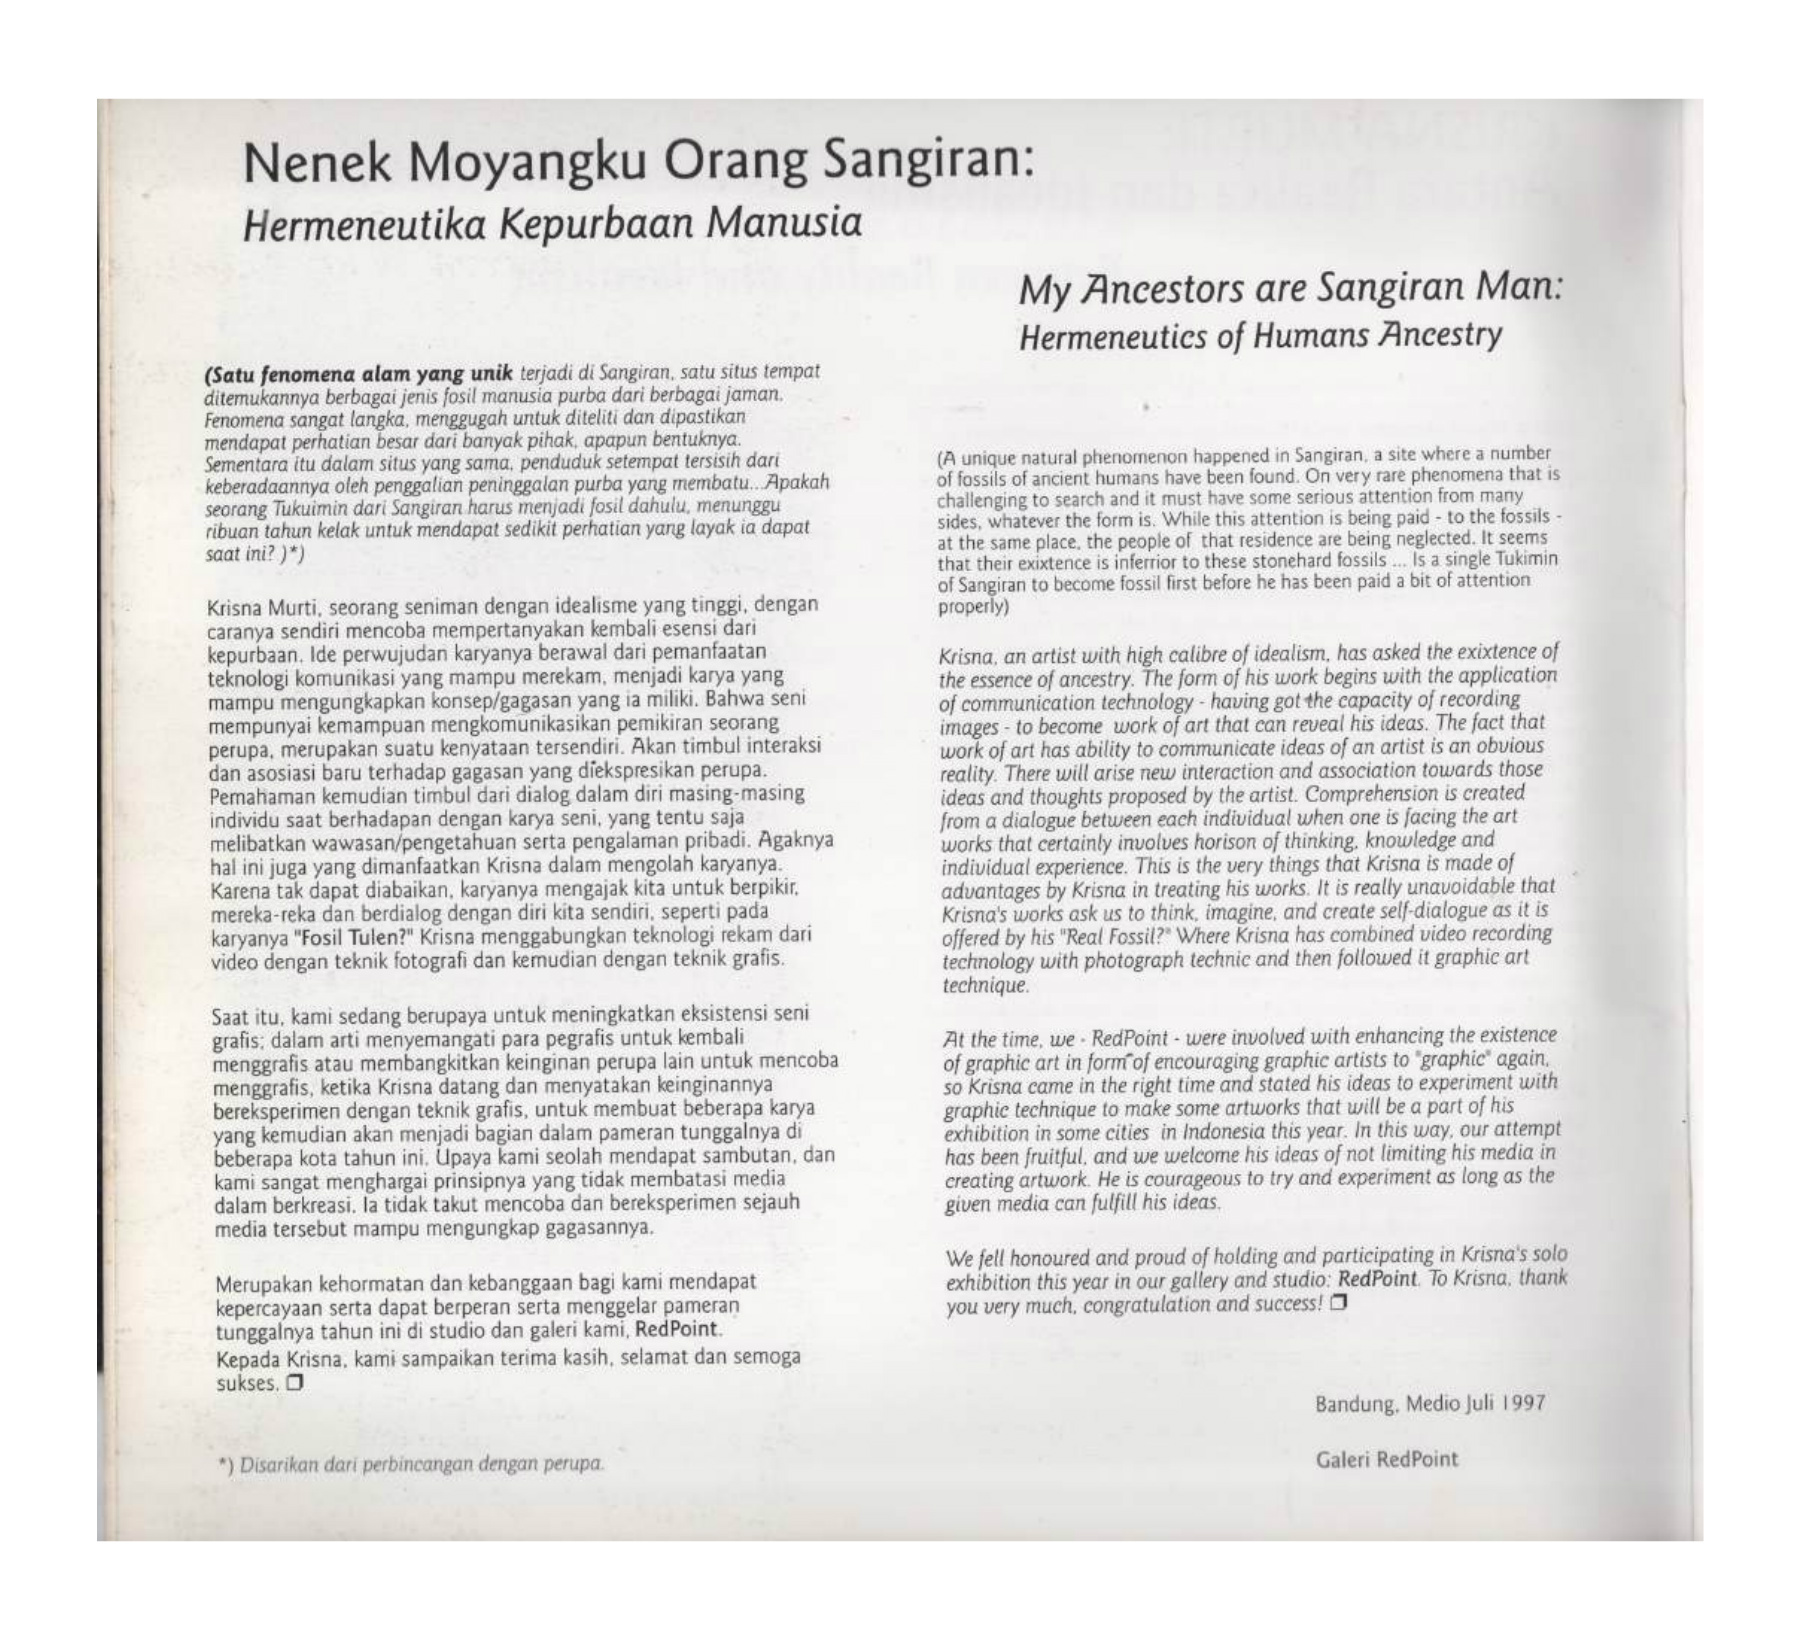 Nenek Moyangku Orang Sangiran:
Hermeneutika Kepurbaan Manusia
(Satu fenomena alam yang unik terjadi di Sangiran, satu situs tempat
ditemukannya berbagai jenis fosil manusia purba dari berbagai jaman.
Fenomena sangat langka, menggugah untuk diteliti dan dipastikan
mendapat perhatian besar dari banyak pihak, apapun bentuknya.
Sementara itu dalam situs yang sama, penduduk setempat tersisih dari
keberadaannya oleh penggalian peninggalan purba yang membatu...Apakah
seorang Tukuimin dari Sangiran harus menjadi fosil dahulu, menunggu
ribuan tahun kelak untuk mendapat sedikit perhatian yang layak ia dapat
saat ini? )*)
Krisna Murti, seorang seniman dengan idealisme yang tinggi, dengan
caranya sendiri mencoba mempertanyakan kembali esensi dari
kepurbaan. Ide perwujudan karyanya berawal dari pemanfaatan
teknologi komunikasi yang mampu merekam, menjadi karya yang
mampu mengungkapkan konsep/gagasan yang ia miliki. Bahwa seni
mempunyai kemampuan mengkomunikasikan pemikiran seorang
perupa, merupakan suatu kenyataan tersendiri. Akan timbul interaksi
dan asosiasi baru terhadap gagasan yang diekspresikan perupa.
Pemahaman kemudian timbul dari dialog dalam diri masing-masing
individu saat berhadapan dengan karya seni, yang tentu saja
melibatkan wawasan/pengetahuan serta pengalaman pribadi. Agaknya
hal ini juga yang dimanfaatkan Krisna dalam mengolah karyanya.
Karena tak dapat diabaikan, karyanya mengajak kita untuk berpikir,
mereka-reka dan berdialog dengan diri kita sendiri, seperti pada
karyanya "Fosil Tulen?" Krisna menggabungkan teknologi rekam dari
video dengan teknik fotografi dan kemudian dengan teknik grafis.
Saat itu, kami sedang berupaya untuk meningkatkan eksistensi seni
grafis; dalam arti menyemangati para pegrafis untuk kembali
menggrafis atau membangkitkan keinginan perupa lain untuk mencoba
menggrafis, ketika Krisna datang dan menyatakan keinginannya
bereksperimen dengan teknik grafis, untuk membuat beberapa karya
yang kemudian akan menjadi bagian dalam pameran tunggalnya di
beberapa kota tahun ini. Upaya kami seolah mendapat sambutan, dan
kami sangat menghargai prinsipnya yang tidak membatasi media
dalam berkreasi. Ia tidak takut mencoba dan bereksperimen sejauh
media tersebut mampu mengungkap gagasannya.
Merupakan kehormatan dan kebanggaan bagi kami mendapat
kepercayaan serta dapat berperan serta menggelar pameran
tunggalnya tahun ini di studio dan galeri kami, RedPoint.
Kepada Krisna, kami sampaikan terima kasih, selamat dan semoga
sukses. ❒
*) Disarikan dari perbincangan dengan perupa.
My Ancestors are Sangiran Man:
Hermeneutics of Humans Ancestry
(A unique natural phenomenon happened in Sangiran, a site where a number
of fossils of ancient humans have been found. On very rare phenomena that is
challenging to search and it must have some serious attention from many
sides, whatever the form is. While this attention is being paid - to the fossils -
at the same place, the people of that residence are being neglected. It seems
that their exixtence is inferrior to these stonehard fossils ... Is a single Tukimin
of Sangiran to become fossil first before he has been paid a bit of attention
properly)
Krisna, an artist with high calibre of idealism, has asked the exixtence of
the essence of ancestry. The form of his work begins with the application
of communication technology - having got the capacity of recording
images - to become work of art that can reveal his ideas. The fact that
work of art has ability to communicate ideas of an artist is an obvious
reality. There will arise new interaction and association towards those
ideas and thoughts proposed by the artist. Comprehension is created
from a dialogue between each individual when one is facing the art
works that certainly involves horison of thinking, knowledge and
individual experience. This is the very things that Krisna is made of
advantages by Krisna in treating his works. It is really unavoidable that
Krisna's works ask us to think, imagine, and create self-dialogue as it is
offered by his "Real Fossil?" Where Krisna has combined video recording
technology with photograph technic and then followed it graphic art
technique.
At the time, we - RedPoint - were involved with enhancing the existence
of graphic art in form of encouraging graphic artists to "graphic" again,
so Krisna came in the right time and stated his ideas to experiment with
graphic technique to make some artworks that will be a part of his
exhibition in some cities in Indonesia this year. In this way, our attempt
has been fruitful, and we welcome his ideas of not limiting his media in
creating artwork. He is courageous to try and experiment as long as the
given media can fulfill his ideas.
We fell honoured and proud of holding and participating in Krisna's solo
exhibition this year in our gallery and studio: RedPoint. To Krisna, thank
you very much, congratulation and success! ❒
Bandung, Medio Juli 1997
Galeri RedPoint